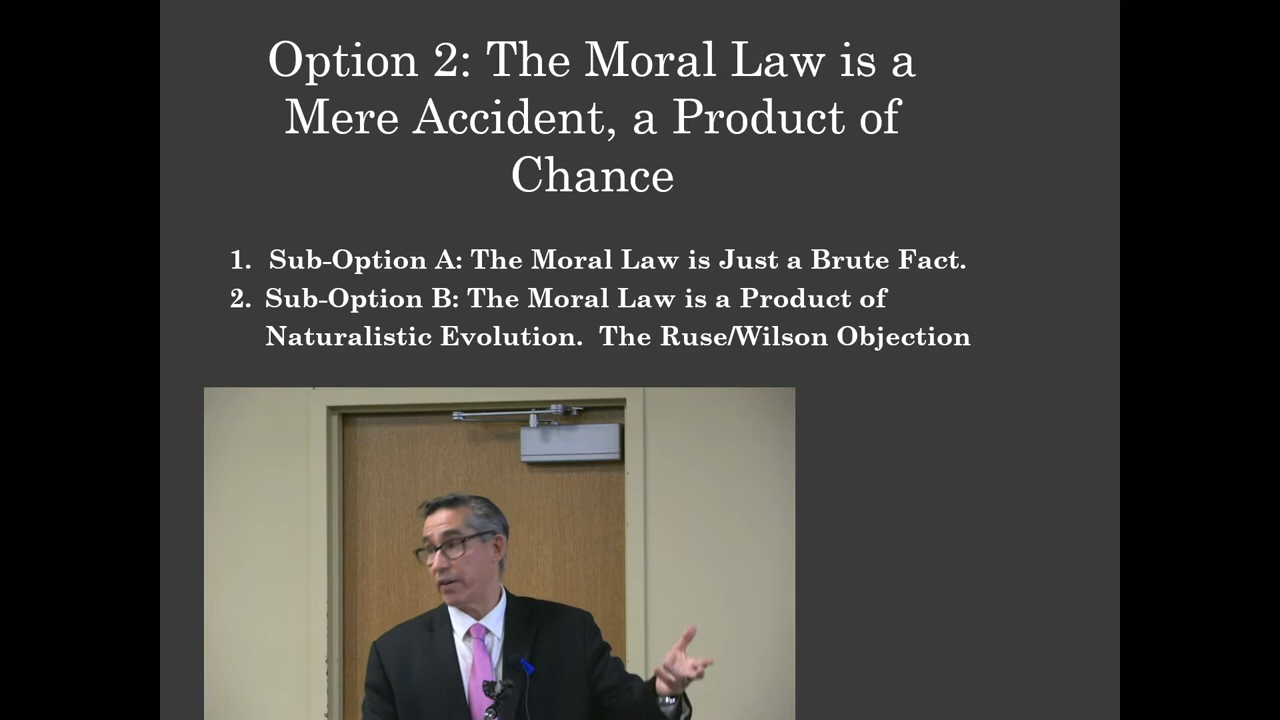 Option 2: The Moral Law is a
Mere Accident, a Product of
Chance
1. Sub-Option A: The Moral Law is Just a Brute Fact.
2. Sub-Option B: The Moral Law is a Product of
Naturalistic Evolution. The Ruse/Wilson Objection